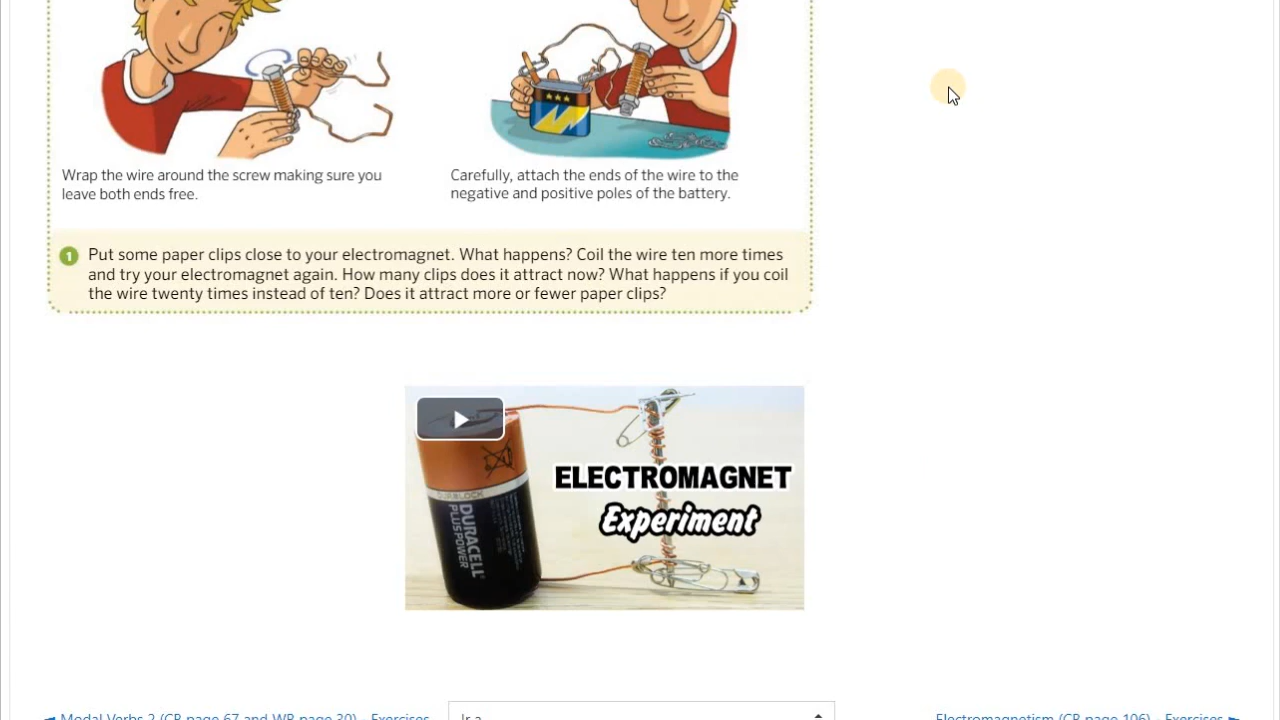 Wrap the wire around the screw making sure you
leave both ends free.
Carefully, attach the ends of the wire to the
negative and positive poles of the battery.
1 Put some paper clips close to your electromagnet. What happens? Coil the wire ten more times
and try your electromagnet again. How many clips does it attract now? What happens if you coil
the wire twenty times instead of ten? Does it attract more or fewer paper clips?
ELECTROMAGNET
Experiment
DURACELL
PLUS POWER
◄ Modal Verbs 2 (CB page 67 and WB page 30) - Exercises
Ir a...
Electromagnetism (CB page 106) - Exercises ►